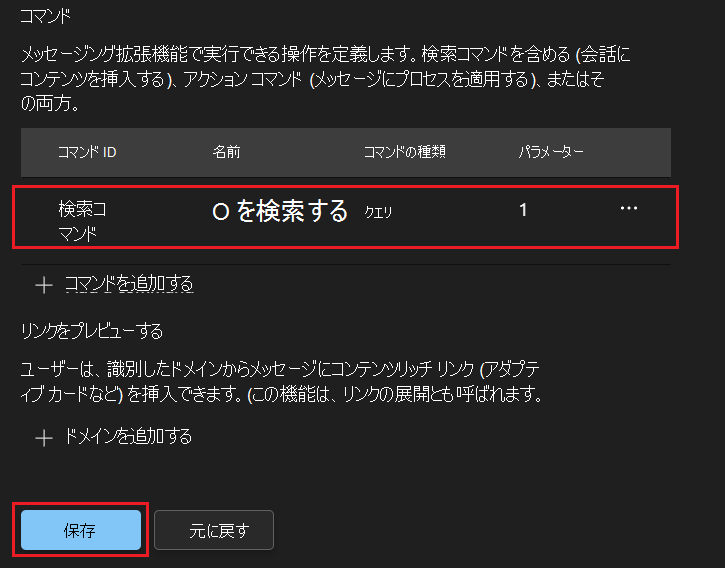 コマンド
メッセージング拡張機能で実行できる操作を定義します。検索コマンドを含める (会話に
コンテンツを挿入する)、アクション コマンド (メッセージにプロセスを適用する)、またはそ
の両方。
コマンド ID 名前 コマンドの種類 パラメーター
検索コ
マンド O を検索する クエリ 1 ···
＋ コマンドを追加する
リンクをプレビューする
ユーザーは、識別したドメインからメッセージにコンテンツリッチ リンク (アダプテ
ィブ カードなど) を挿入できます。(この機能は、リンクの展開とも呼ばれます。
＋ ドメインを追加する
保存 元に戻す